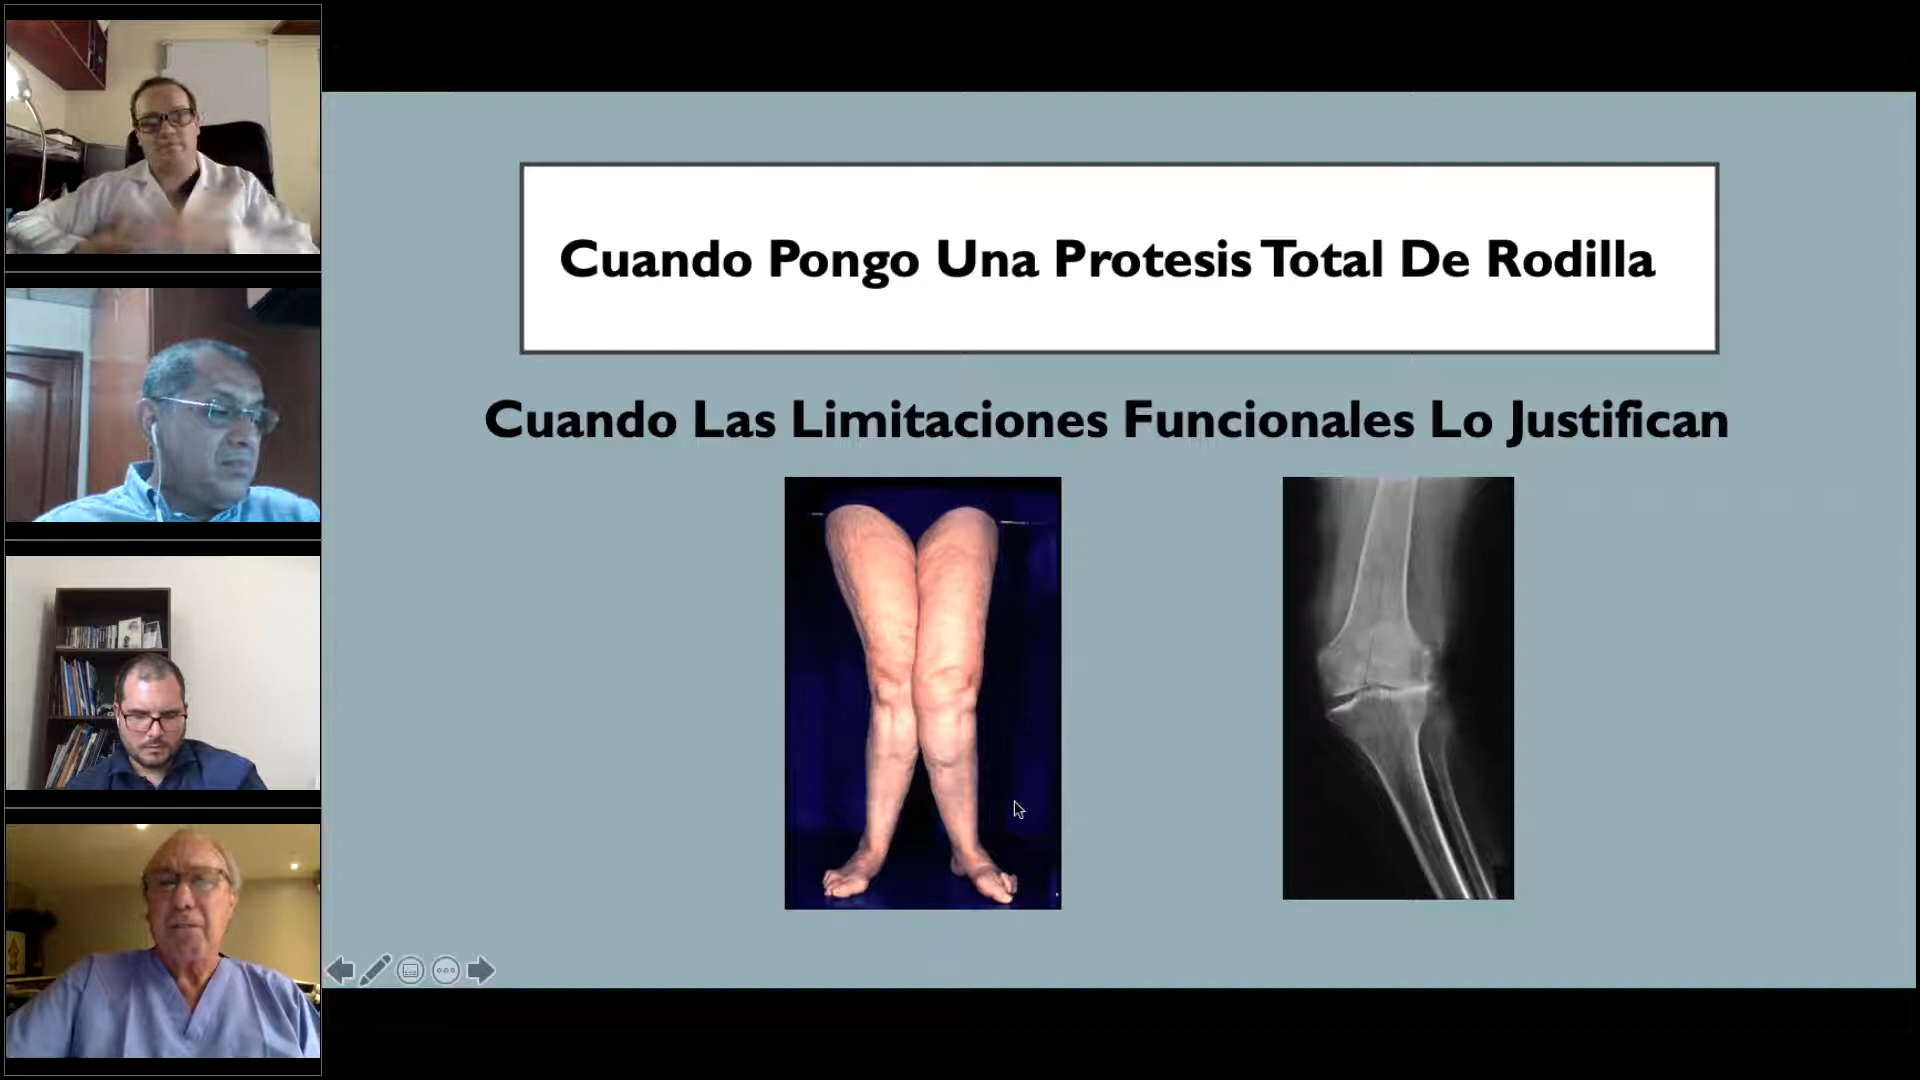 Cuando Pongo Una Protesis Total De Rodilla
Cuando Las Limitaciones Funcionales Lo Justifican